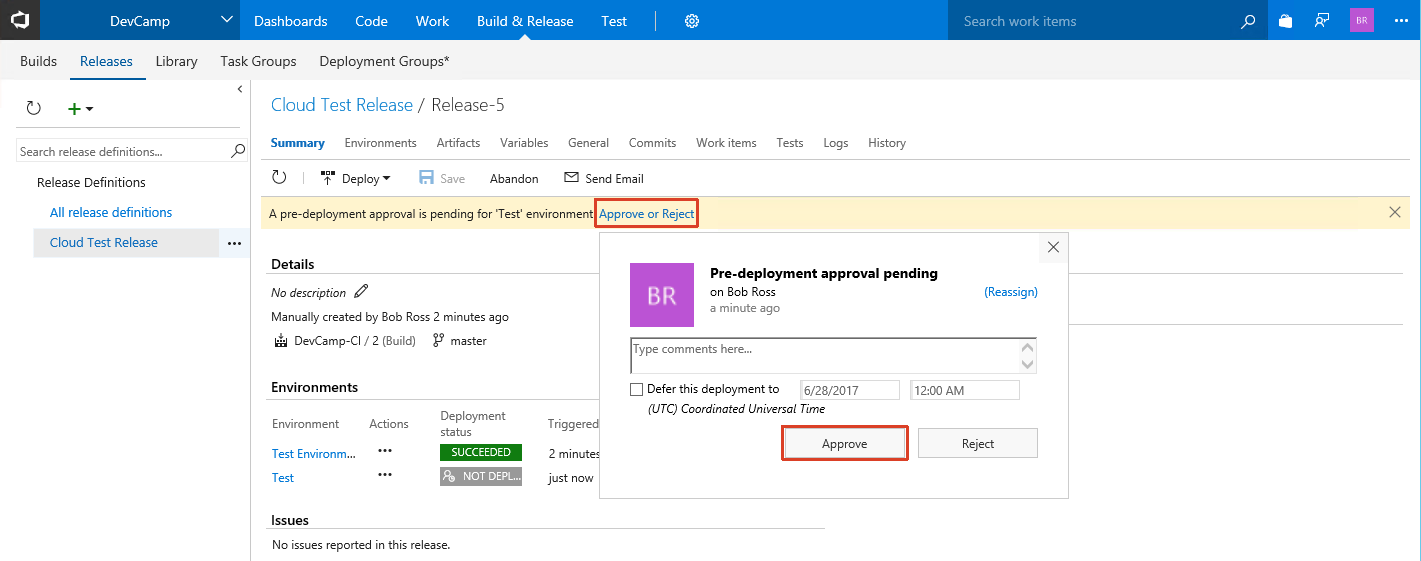 DevCamp Dashboards Code Work Build & Release Test Search work items BR
Builds Releases Library Task Groups Deployment Groups*
Search release definitions...
Release Definitions
All release definitions
Cloud Test Release
Cloud Test Release / Release-5
Summary Environments Artifacts Variables General Commits Work items Tests Logs History
Deploy Save Abandon Send Email
A pre-deployment approval is pending for 'Test' environment Approve or Reject
Details
No description
Manually created by Bob Ross 2 minutes ago
DevCamp-CI / 2 (Build) master
Environments
Environment Actions Deployment status Triggered
Test Environm... SUCCEEDED 2 minutes
Test NOT DEPL... just now
Issues
No issues reported in this release.
BR
Pre-deployment approval pending
on Bob Ross (Reassign)
a minute ago
Type comments here...
Defer this deployment to 6/28/2017 12:00 AM
(UTC) Coordinated Universal Time
Approve Reject